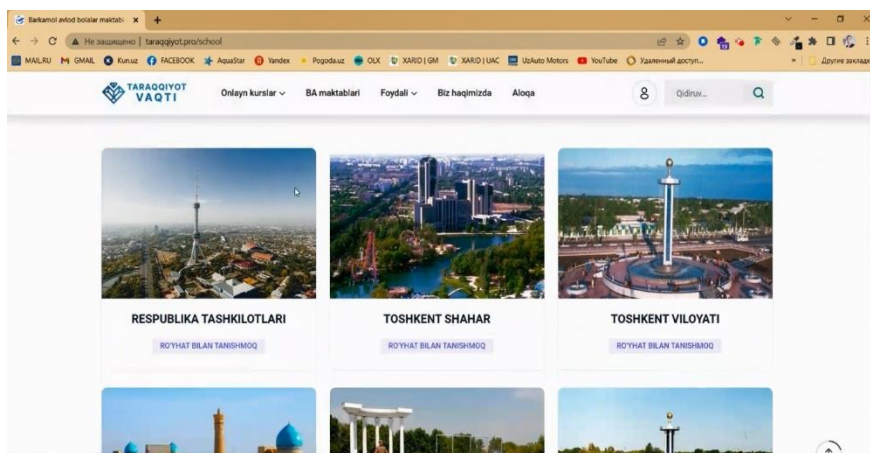 Barkamol avlod bolalar maktabi
Не защищено | taraqqiyot.pro/school
MAIL.RU GMAIL Kun.uz FACEBOOK AquaStar Yandex Pogoda.uz OLX XARID | GM XARID | UAC UzAuto Motors YouTube Удаленный доступ... » Другие заклад
TARAQQIYOT
VAQTI
Onlayn kurslar BA maktablari Foydali Biz haqimizda Aloqa Qidiruv...
RESPUBLIKA TASHKILOTLARI TOSHKENT SHAHAR TOSHKENT VILOYATI
RO'YHAT BILAN TANISHMOQ RO'YHAT BILAN TANISHMOQ RO'YHAT BILAN TANISHMOQ